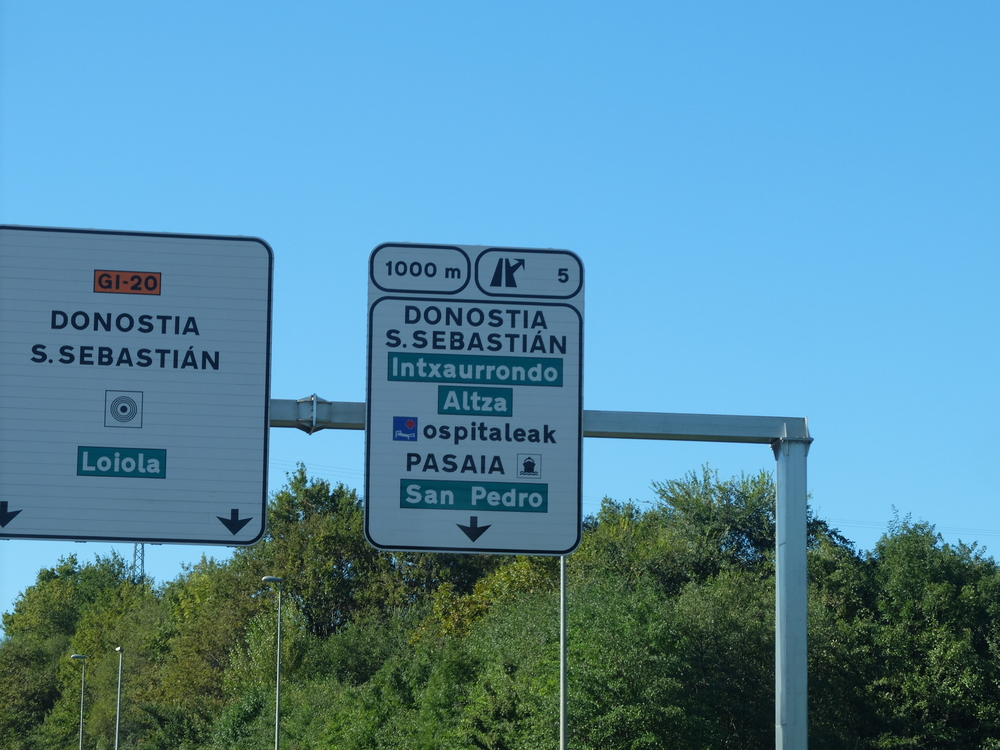 GI-20
DONOSTIA
S. SEBASTIÁN
Loiola
1000 m
5
DONOSTIA
S. SEBASTIÁN
Intxaurrondo
Altza
ospitaleak
PASAIA
San Pedro